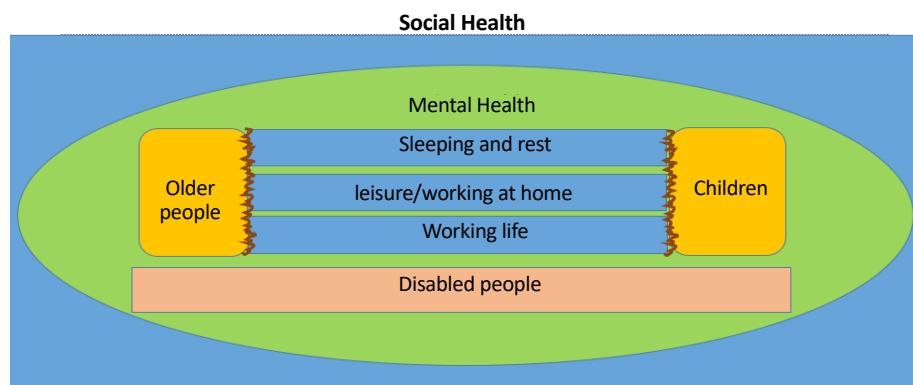 Social Health
Mental Health
Sleeping and rest
Older
people
leisure/working at home
Children
Working life
Disabled people